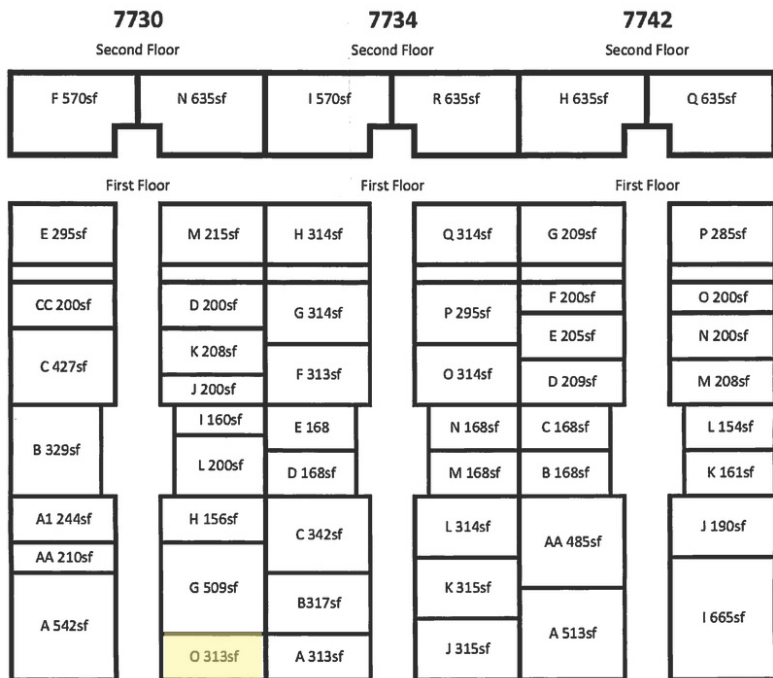 7730 7734 7742
Second Floor Second Floor Second Floor
F 570sf N 635sf I 570sf R 635sf H 635sf Q 635sf
First Floor First Floor First Floor
E 295sf M 215sf H 314sf Q 314sf G 209sf P 285sf
CC 200sf D 200sf G 314sf P 295sf F 200sf O 200sf
E 205sf N 200sf
C 427sf K 208sf F 313sf O 314sf D 209sf M 208sf
J 200sf
B 329sf I 160sf E 168 N 168sf C 168sf L 154sf
L 200sf D 168sf M 168sf B 168sf K 161sf
A1 244sf H 156sf C 342sf L 314sf AA 485sf J 190sf
AA 210sf
A 542sf G 509sf B317sf K 315sf A 513sf I 665sf
O 313sf A 313sf J 315sf